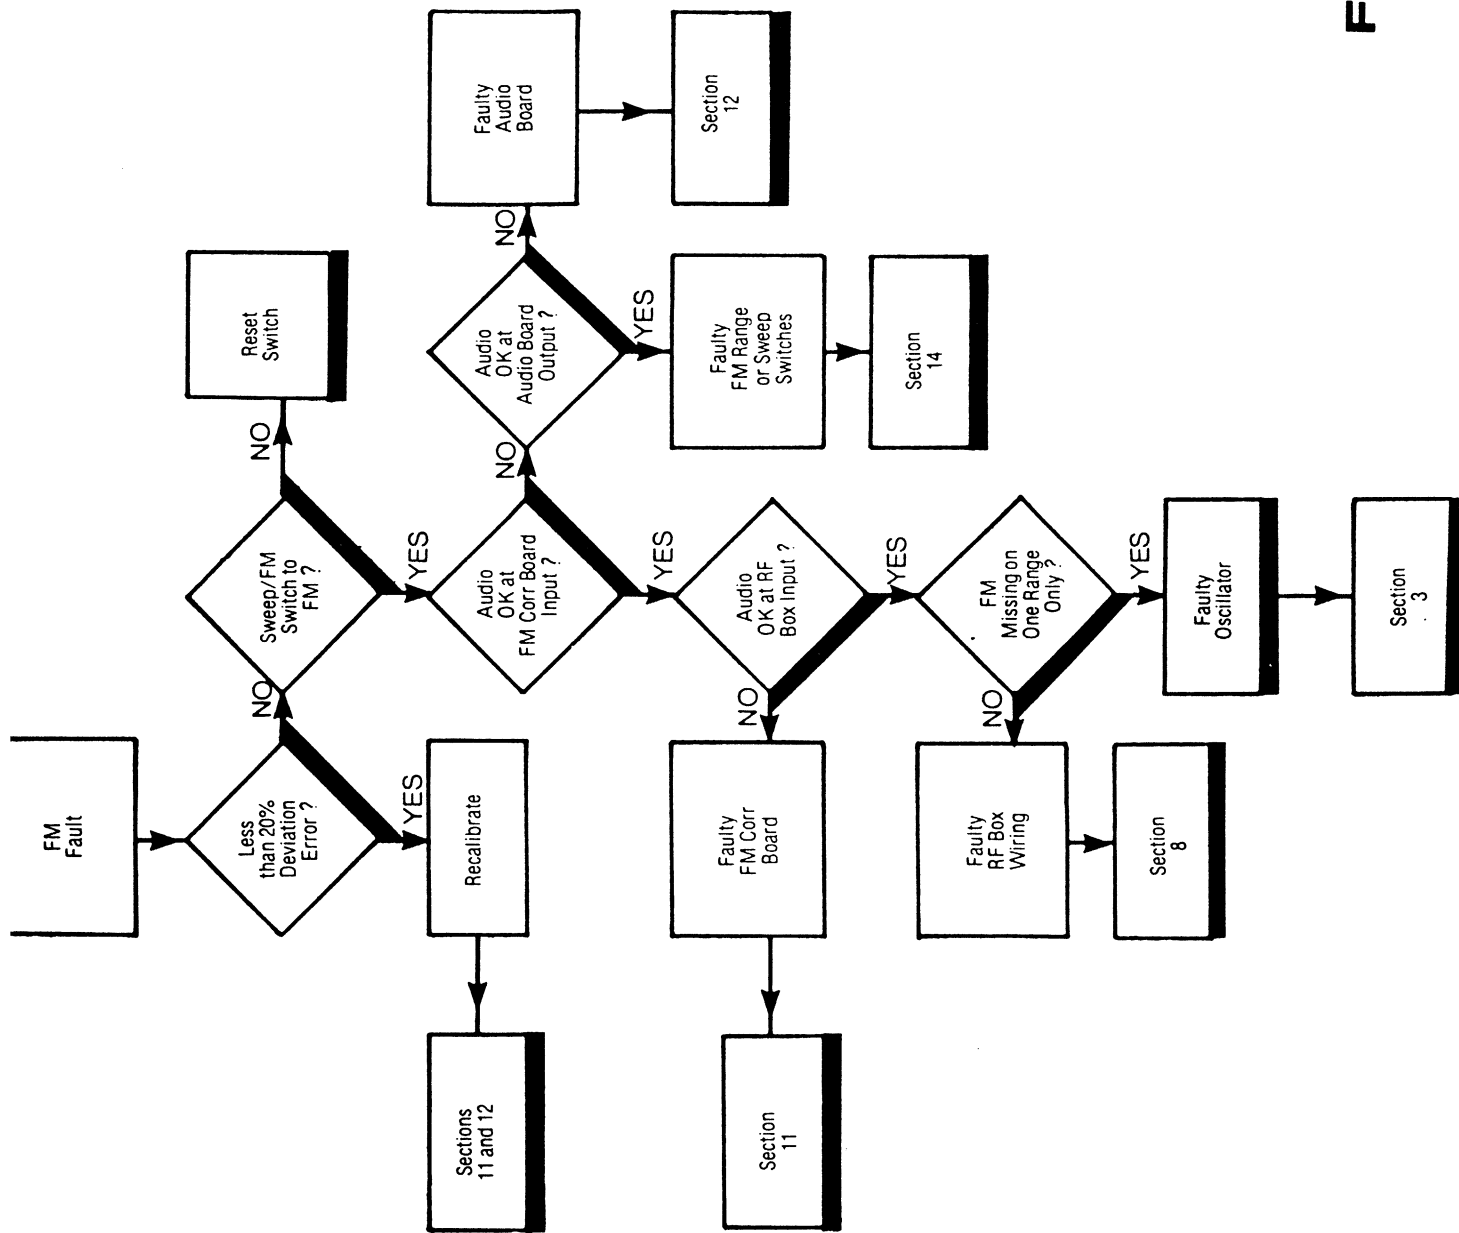 FM
Fault
Less
than 20%
Deviation
Error ?
NO
YES
Recalibrate
Sections
11 and 12
Sweep/FM
Switch to
FM ?
NO
Reset
Switch
YES
Audio
OK at
FM Corr Board
Input ?
NO
Audio
OK at
Audio Board
Output ?
NO
Faulty
Audio
Board
Section
12
YES
Faulty
FM Range
or Sweep
Switches
Section
14
YES
Audio
OK at RF
Box Input ?
NO
Faulty
FM Corr
Board
Section
11
YES
FM
Missing on
One Range
Only ?
NO
Faulty
RF Box
Wiring
Section
8
YES
Faulty
Oscillator
Section
3
F